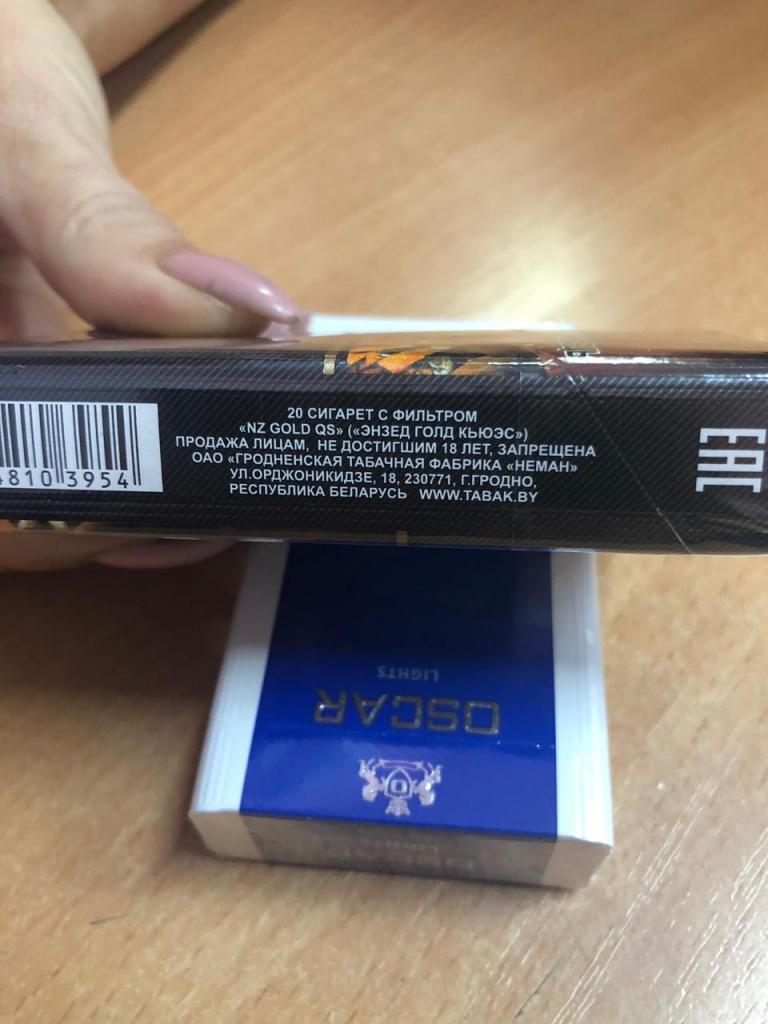 20 СИГАРЕТ С ФИЛЬТРОМ
«NZ GOLD QS» («ЭНЗЕД ГОЛД КЬЮЭС»)
ПРОДАЖА ЛИЦАМ, НЕ ДОСТИГШИМ 18 ЛЕТ, ЗАПРЕЩЕНА
ОАО «ГРОДНЕНСКАЯ ТАБАЧНАЯ ФАБРИКА «НЕМАН»
УЛ.ОРДЖОНИКИДЗЕ, 18, 230771, Г.ГРОДНО,
РЕСПУБЛИКА БЕЛАРУСЬ WWW.TABAK.BY
4810 3954
EAC
OSCAR
LIGHTS